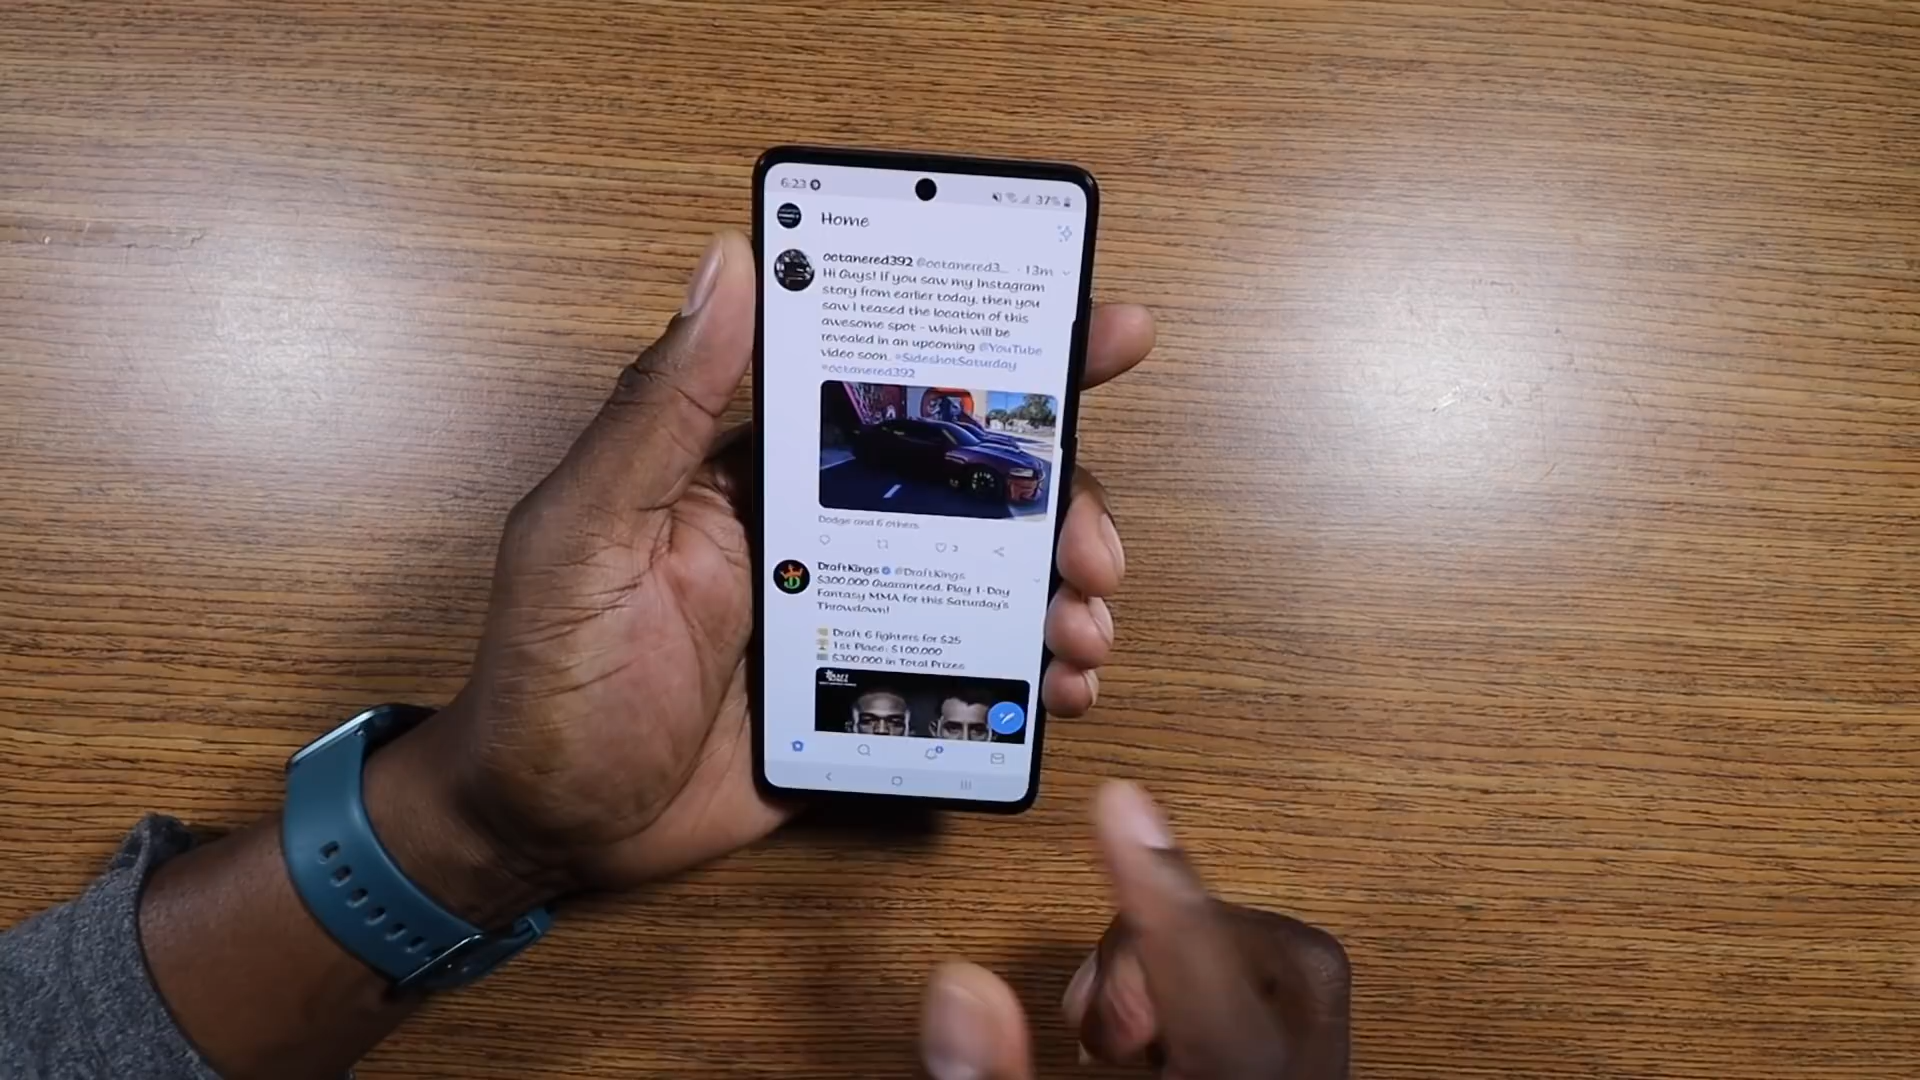 6:23
37%
Home
octanered392 @octanered3... · 13m
Hi Guys! If you saw my Instagram
story from earlier today, then you
saw I teased the location of this
awesome spot - which will be
revealed in an upcoming @YouTube
video soon. #SideshotSaturday
#octanered392
Dodge and 6 others
3
DraftKings @DraftKings
$300,000 Guaranteed. Play 1-Day
Fantasy MMA for this Saturday's
Throwdown!
Draft 6 fighters for $25
1st Place: $100,000
$300,000 in Total Prizes